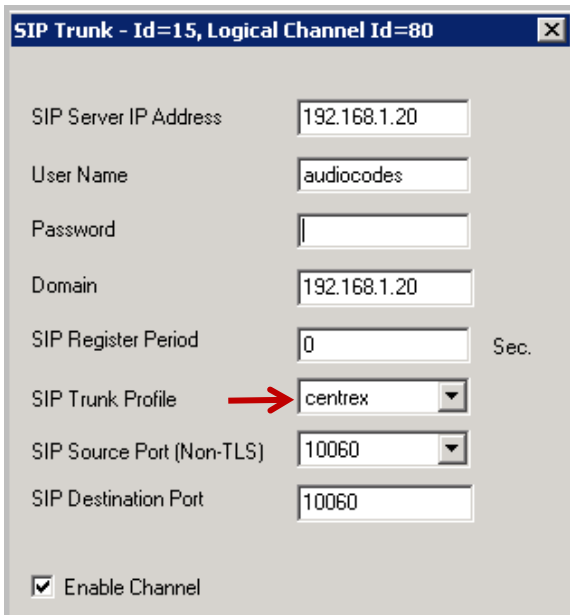 SIP Trunk - Id=15, Logical Channel Id=80
SIP Server IP Address 192.168.1.20
User Name audiocodes
Password
Domain 192.168.1.20
SIP Register Period 0 Sec.
SIP Trunk Profile centrex
SIP Source Port (Non-TLS) 10060
SIP Destination Port 10060
Enable Channel